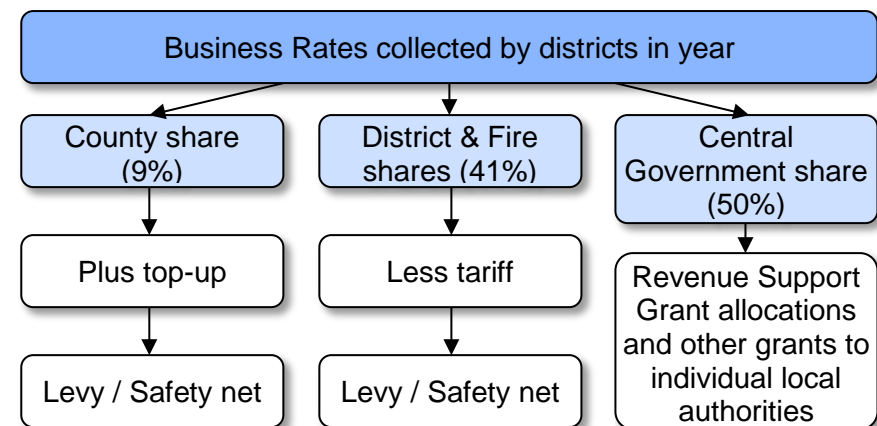 Business Rates collected by districts in year
County share
(9%)
District & Fire
shares (41%)
Central
Government share
(50%)
Plus top-up
Less tariff
Revenue Support
Grant allocations
and other grants to
individual local
authorities
Levy / Safety net
Levy / Safety net